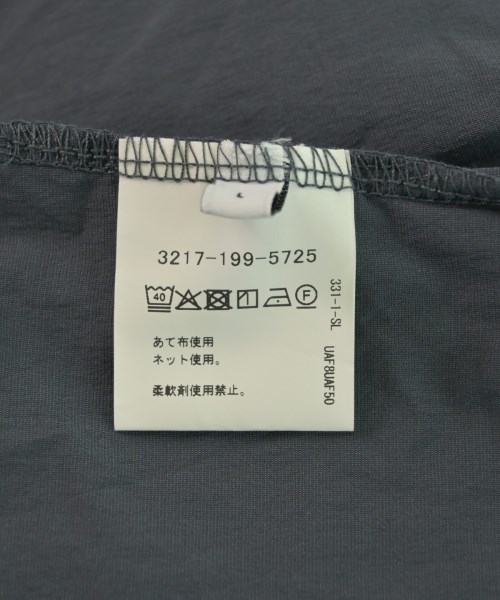 3217-199-5725
40 F
あて布使用
ネット使用。
柔軟剤使用禁止。
331-1-SL UAF8UAF50